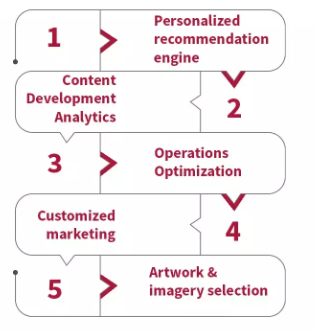 1
Personalized
recommendation
engine
Content
Development
Analytics
2
3
Operations
Optimization
Customized
marketing
4
5
Artwork &
imagery selection